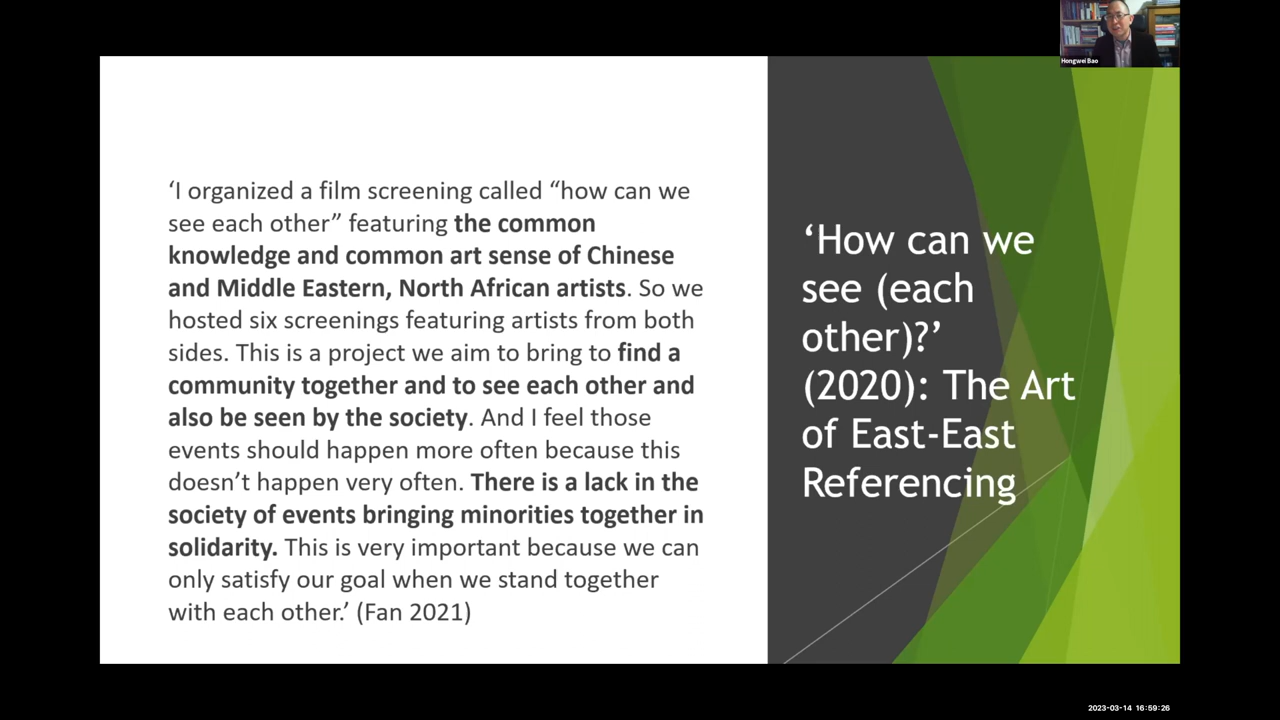 Hongwei Bao
‘I organized a film screening called “how can we
see each other” featuring the common
knowledge and common art sense of Chinese
and Middle Eastern, North African artists. So we
hosted six screenings featuring artists from both
sides. This is a project we aim to bring to find a
community together and to see each other and
also be seen by the society. And I feel those
events should happen more often because this
doesn’t happen very often. There is a lack in the
society of events bringing minorities together in
solidarity. This is very important because we can
only satisfy our goal when we stand together
with each other.’ (Fan 2021)
‘How can we
see (each
other)?’
(2020): The Art
of East-East
Referencing
2023-03-14 16:59:26